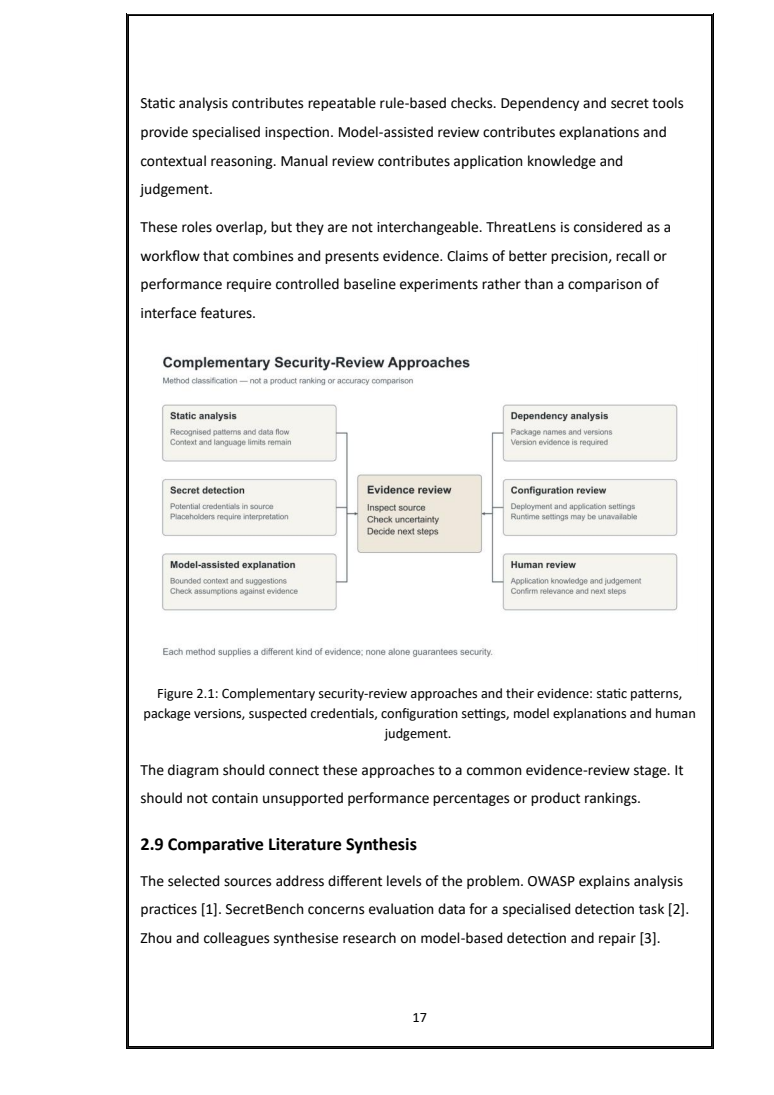 Static analysis contributes repeatable rule-based checks. Dependency and secret tools
provide specialised inspection. Model-assisted review contributes explanations and
contextual reasoning. Manual review contributes application knowledge and
judgement.
These roles overlap, but they are not interchangeable. ThreatLens is considered as a
workflow that combines and presents evidence. Claims of better precision, recall or
performance require controlled baseline experiments rather than a comparison of
interface features.
Complementary Security-Review Approaches
Method classification — not a product ranking or accuracy comparison
Static analysis
Recognised patterns and data flow
Context and language limits remain
Secret detection
Potential credentials in source
Placeholders require interpretation
Model-assisted explanation
Bounded context and suggestions
Check assumptions against evidence
Evidence review
Inspect source
Check uncertainty
Decide next steps
Dependency analysis
Package names and versions
Version evidence is required
Configuration review
Deployment and application settings
Runtime settings may be unavailable
Human review
Application knowledge and judgement
Confirm relevance and next steps
Each method supplies a different kind of evidence; none alone guarantees security.
Figure 2.1: Complementary security-review approaches and their evidence: static patterns,
package versions, suspected credentials, configuration settings, model explanations and human
judgement.
The diagram should connect these approaches to a common evidence-review stage. It
should not contain unsupported performance percentages or product rankings.
2.9 Comparative Literature Synthesis
The selected sources address different levels of the problem. OWASP explains analysis
practices [1]. SecretBench concerns evaluation data for a specialised detection task [2].
Zhou and colleagues synthesise research on model-based detection and repair [3].
17